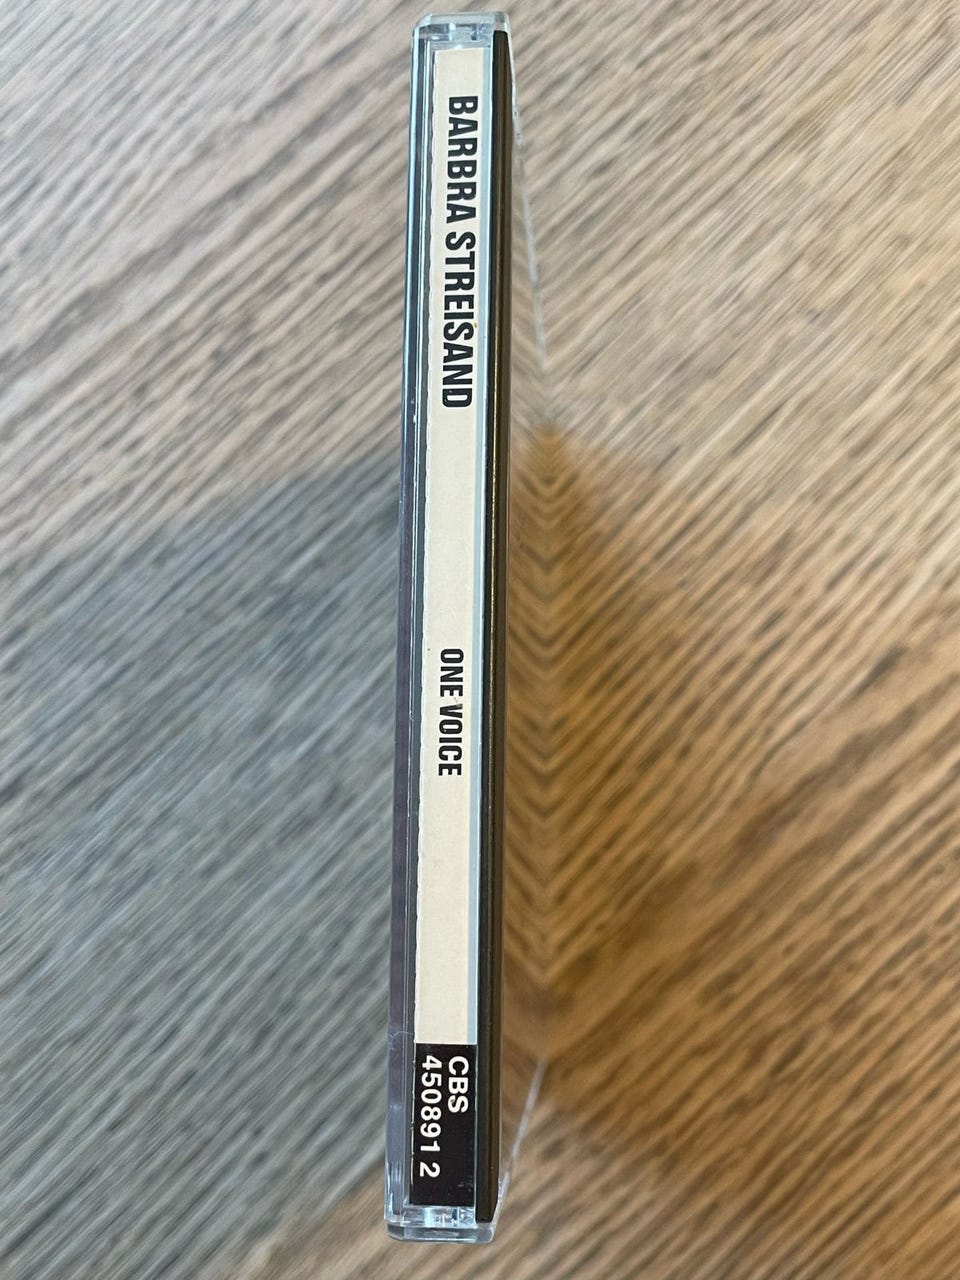 BARBRA STREISAND
ONE VOICE
CBS
450891 2